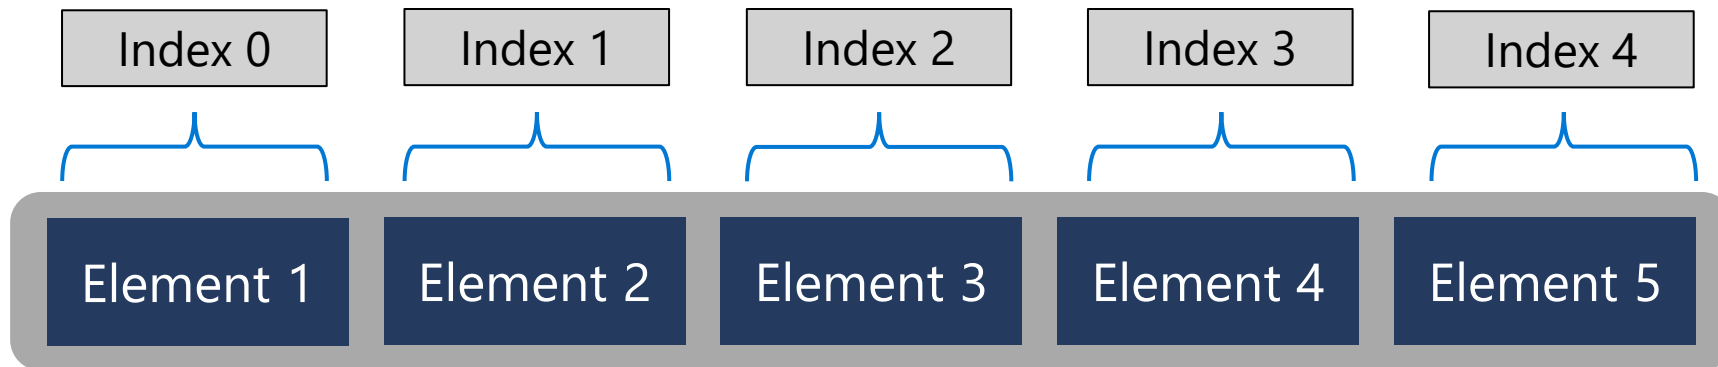 Index 0 Index 1 Index 2 Index 3 Index 4
Element 1 Element 2 Element 3 Element 4 Element 5